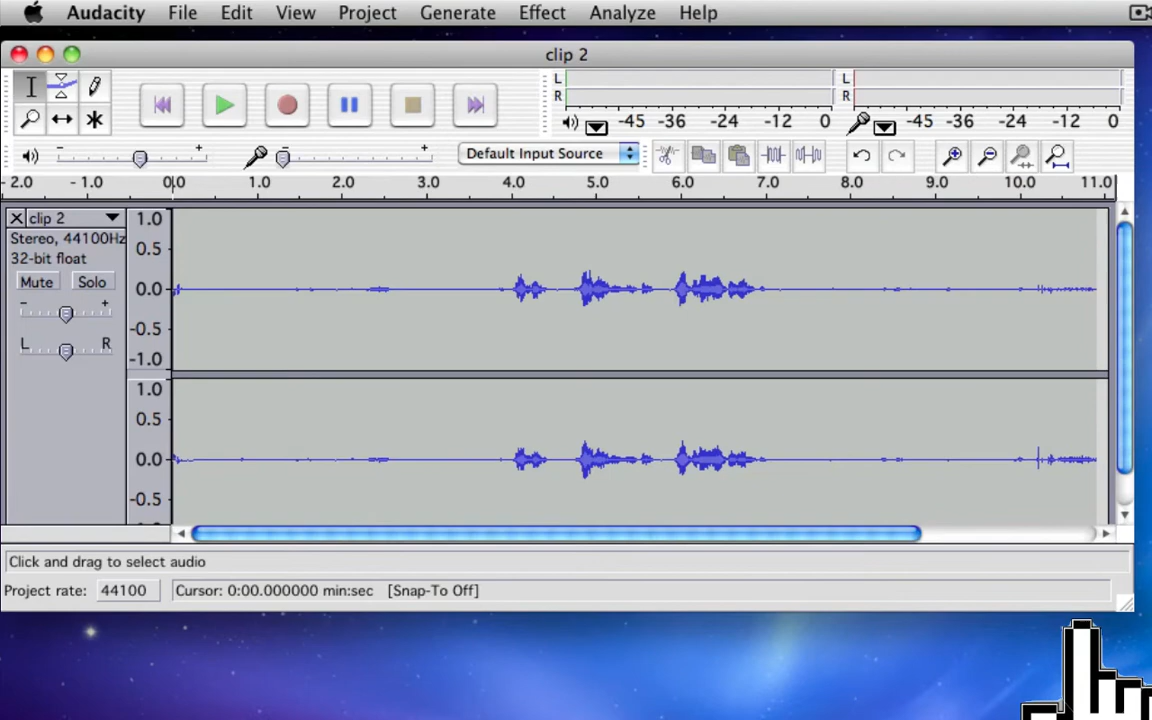 Audacity File Edit View Project Generate Effect Analyze Help
clip 2
L
R
-45 -36 -24 -12 0
L
R
-45 -36 -24 -12 0
- +
- +
Default Input Source
- 2.0 - 1.0 0.0 1.0 2.0 3.0 4.0 5.0 6.0 7.0 8.0 9.0 10.0 11.0
clip 2
Stereo, 44100Hz
32-bit float
Mute Solo
- +
L R
1.0
0.5
0.0
-0.5
-1.0
1.0
0.5
0.0
-0.5
Click and drag to select audio
Project rate: 44100 Cursor: 0:00.000000 min:sec [Snap-To Off]